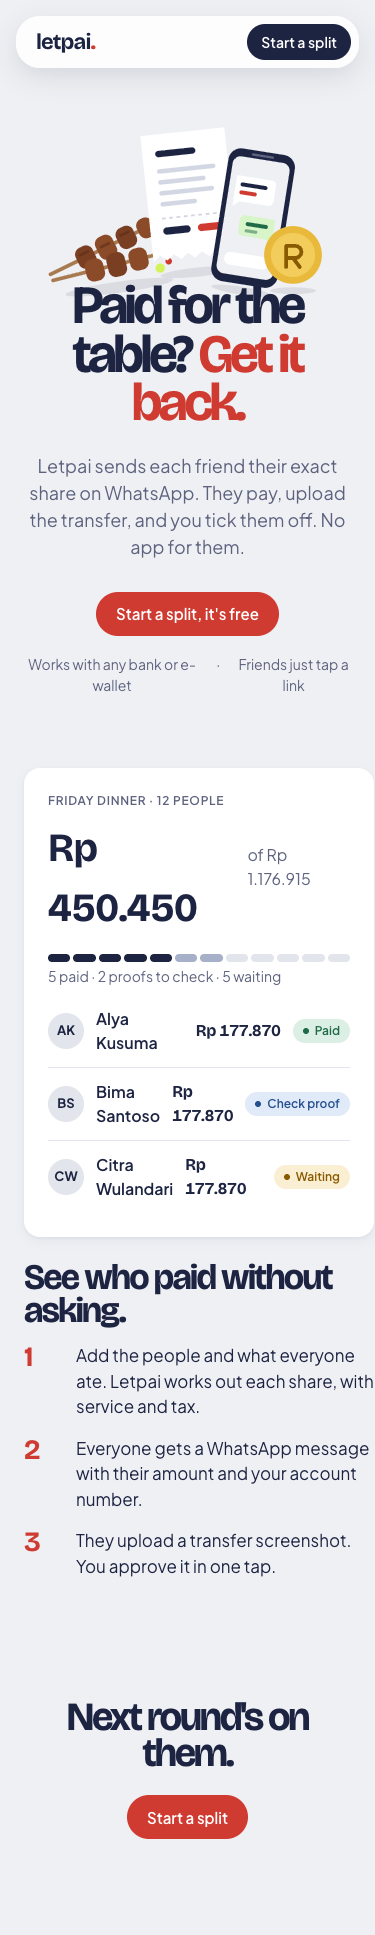 letpai.
Start a split
R
Paid for the
table? Get it
back.
Letpai sends each friend their exact
share on WhatsApp. They pay, upload
the transfer, and you tick them off. No
app for them.
Start a split, it's free
Works with any bank or e-
wallet
·
Friends just tap a
link
FRIDAY DINNER · 12 PEOPLE
Rp
450.450
of Rp
1.176.915
5 paid · 2 proofs to check · 5 waiting
AK
Alya
Kusuma
Rp 177.870
Paid
BS
Bima
Santoso
Rp
177.870
Check proof
CW
Citra
Wulandari
Rp
177.870
Waiting
See who paid without
asking.
1
Add the people and what everyone
ate. Letpai works out each share, with
service and tax.
2
Everyone gets a WhatsApp message
with their amount and your account
number.
3
They upload a transfer screenshot.
You approve it in one tap.
Next round's on
them.
Start a split